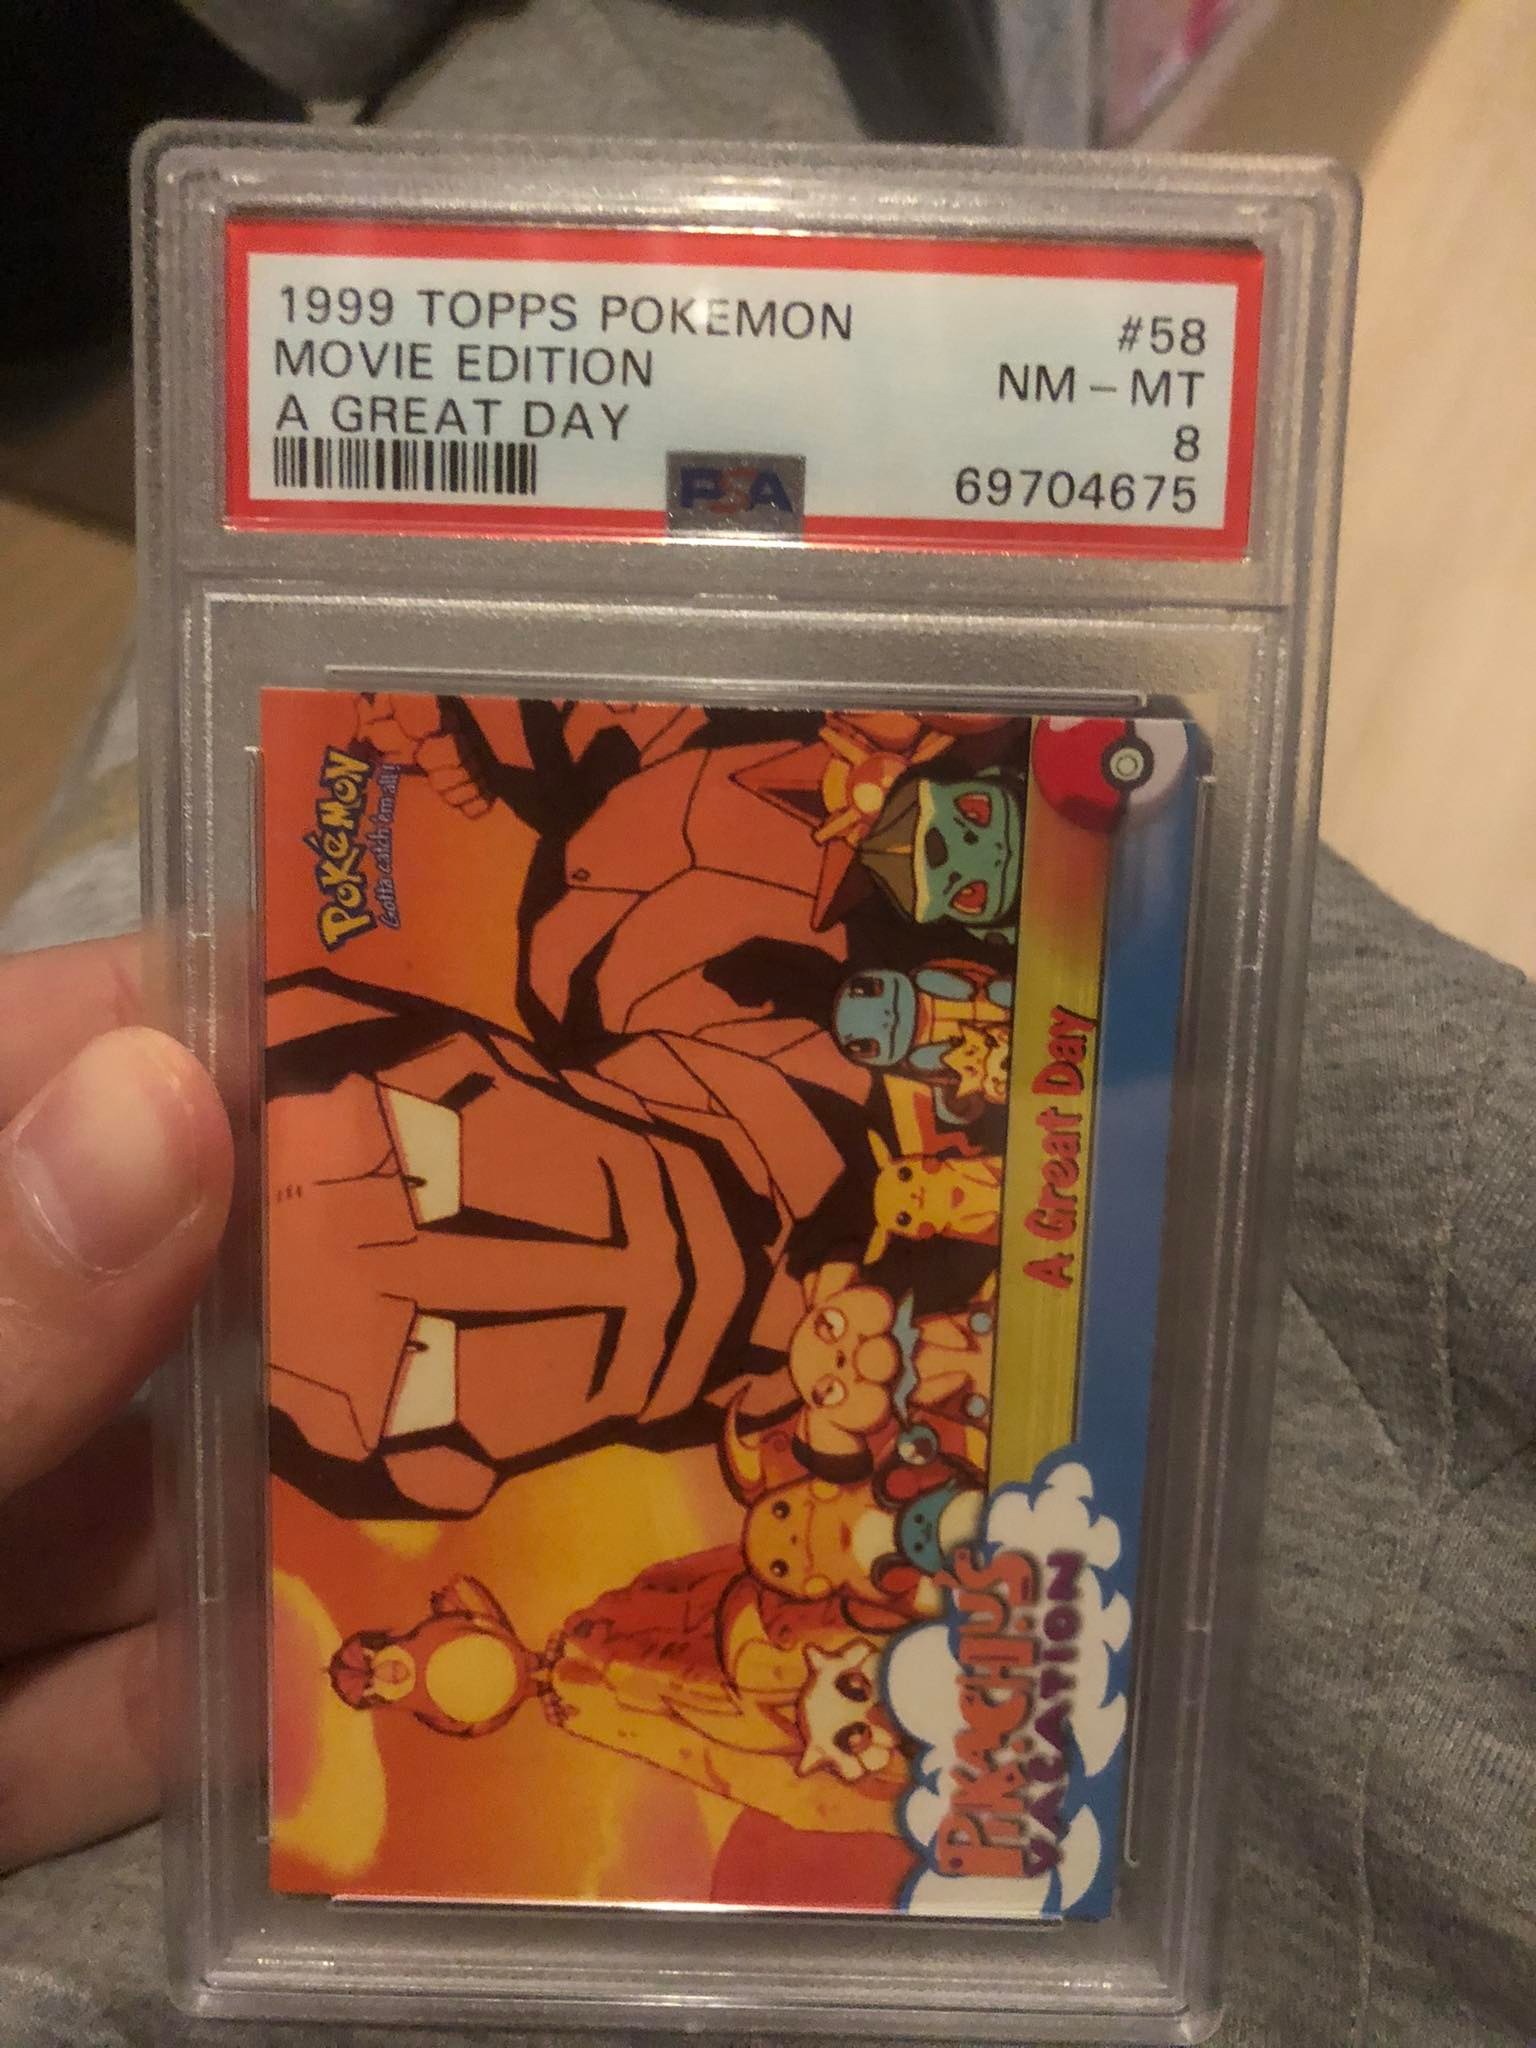 1999 TOPPS POKEMON #58
MOVIE EDITION NM - MT
A GREAT DAY 8
PSA 69704675
POKéMON
Gotta catch 'em all!
A Great Day
PIKACHU'S
VACATION